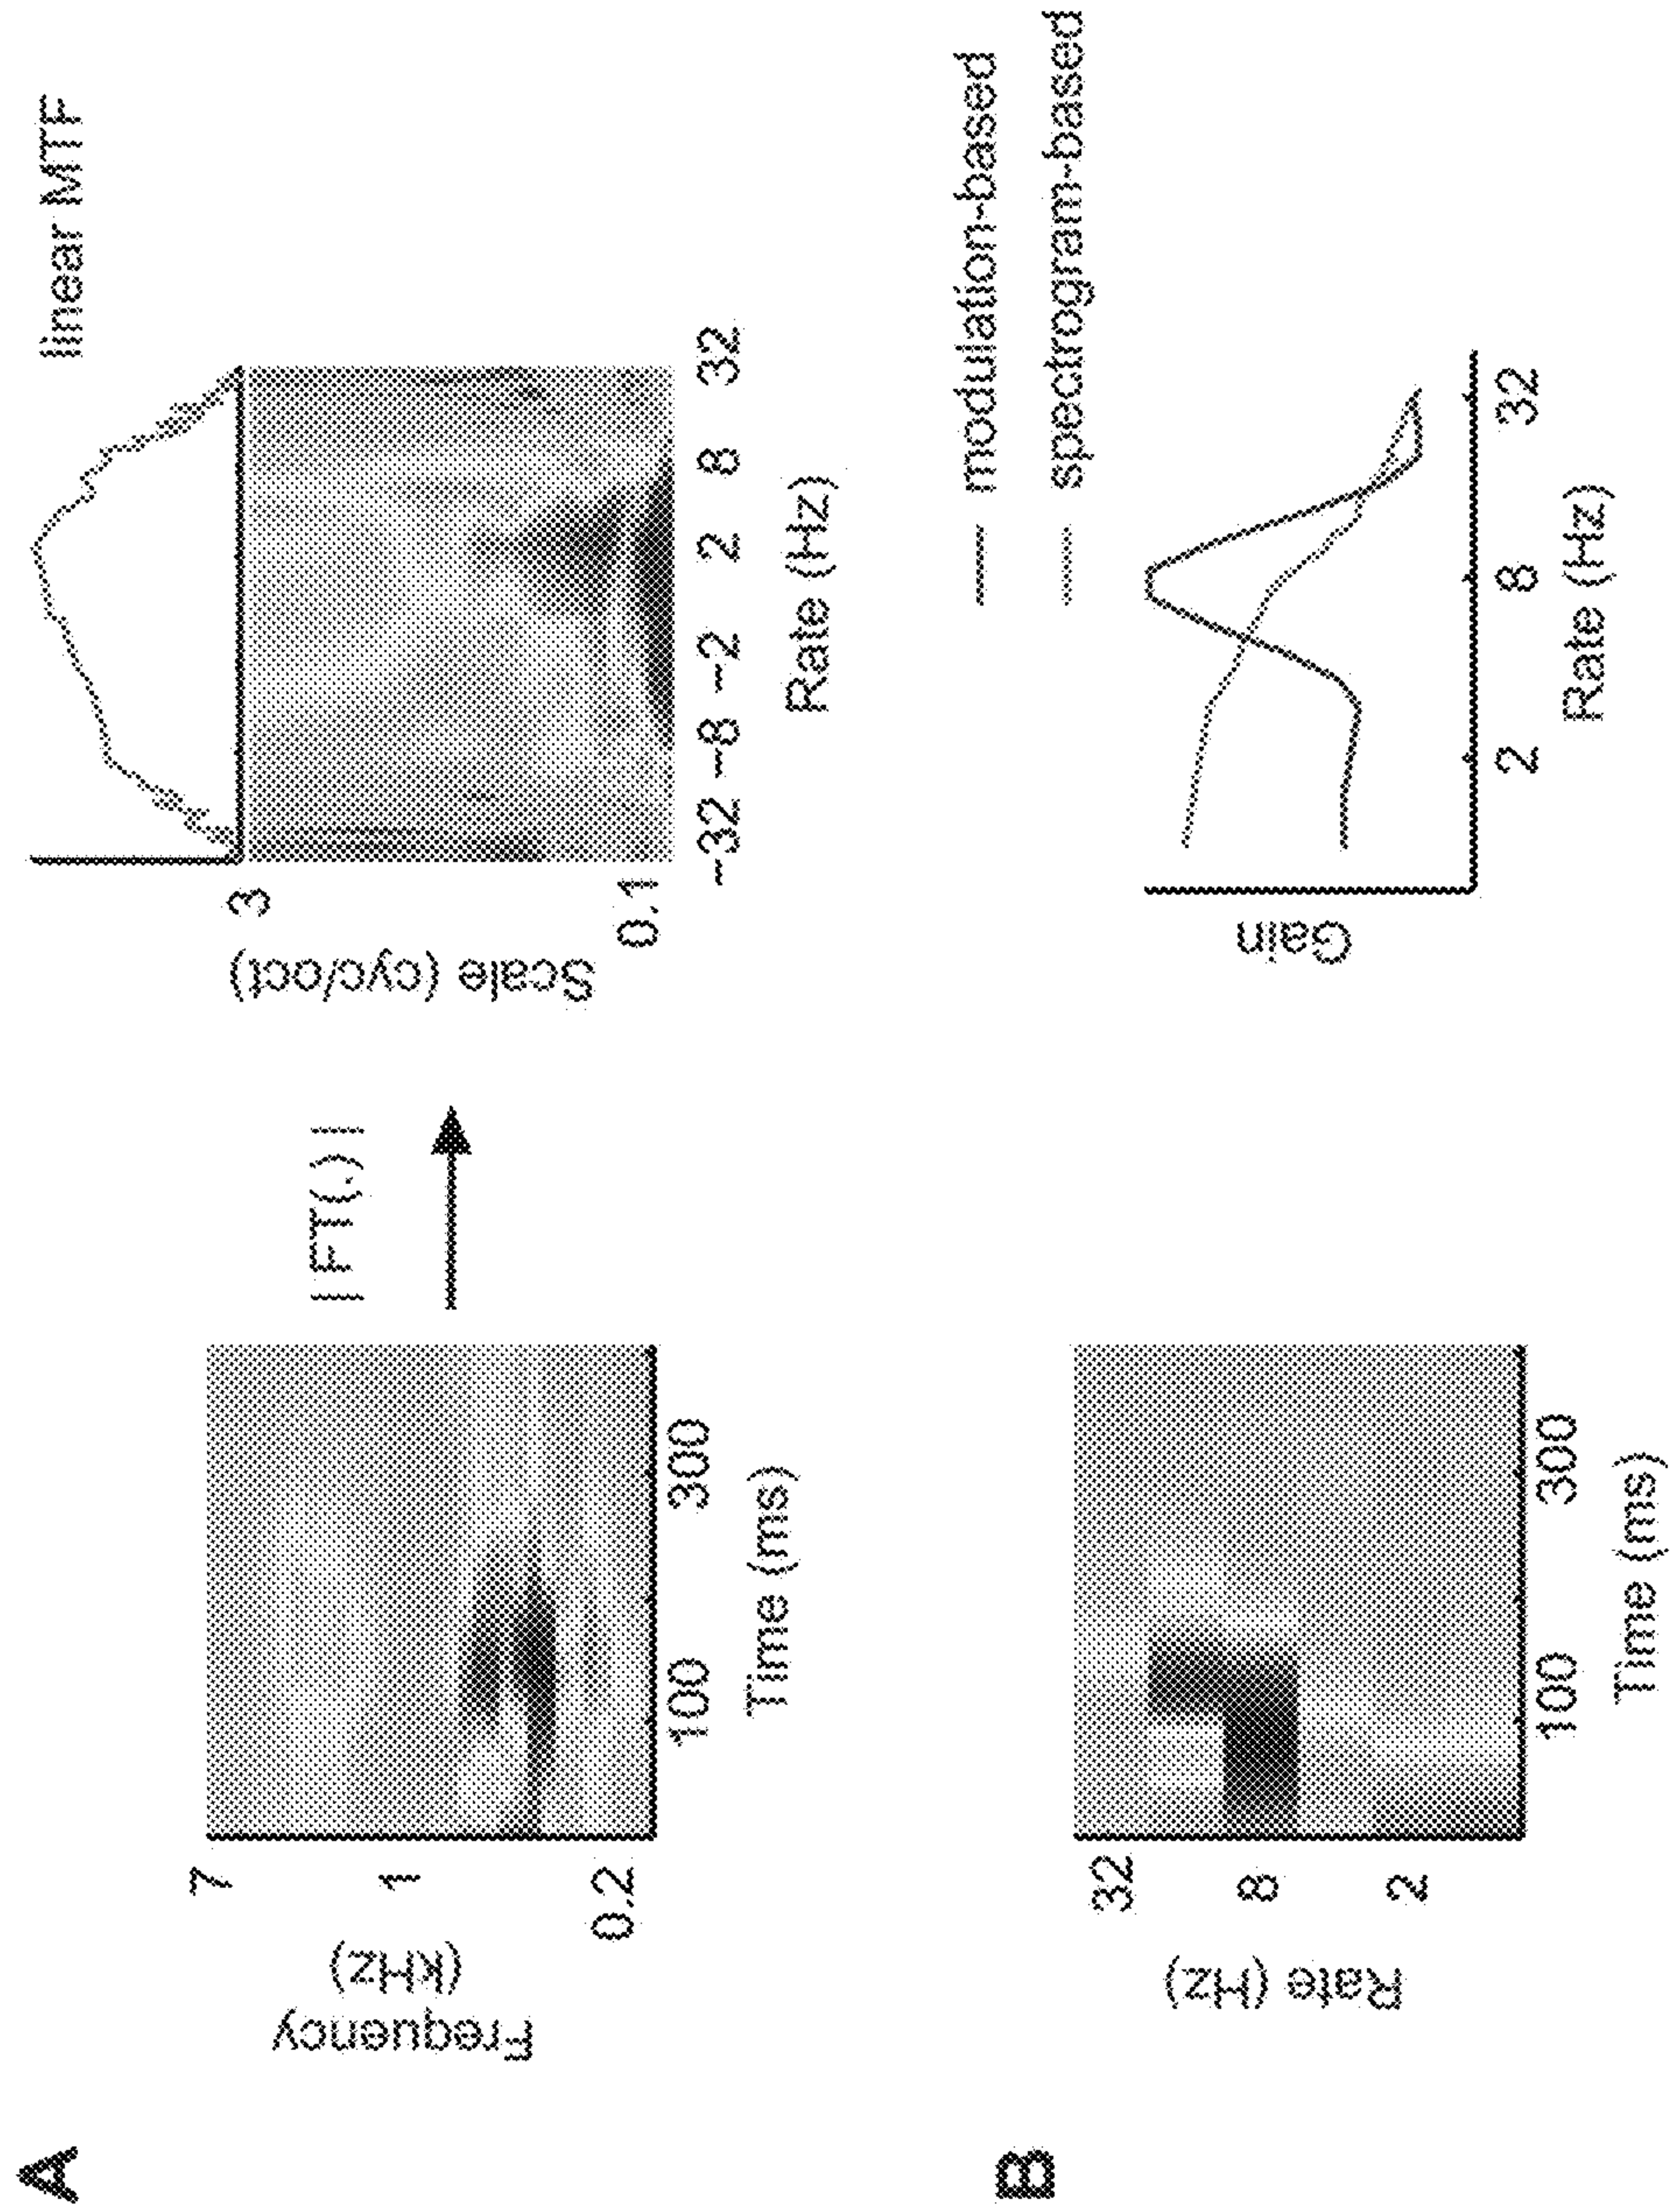 A
Frequency
(kHz)
7
1
0.2
100
300
Time (ms)
| FT(.) |
linear MTF
Scale (cyc/oct)
3
0.1
−32
−8
−2
2
8
32
Rate (Hz)
B
Rate (Hz)
32
8
2
100
300
Time (ms)
modulation-based
spectrogram-based
Gain
2
8
32
Rate (Hz)